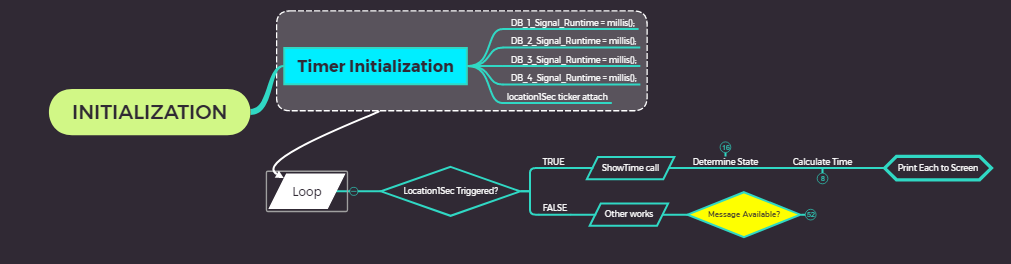 DB_1_Signal_Runtime = millis();
DB_2_Signal_Runtime = millis();
DB_3_Signal_Runtime = millis();
DB_4_Signal_Runtime = millis();
location1Sec ticker attach
Timer Initialization
INITIALIZATION
Loop
Location1Sec Triggered?
TRUE
ShowTime call
Determine State
16
Calculate Time
8
Print Each to Screen
FALSE
Other works
Message Available?
52